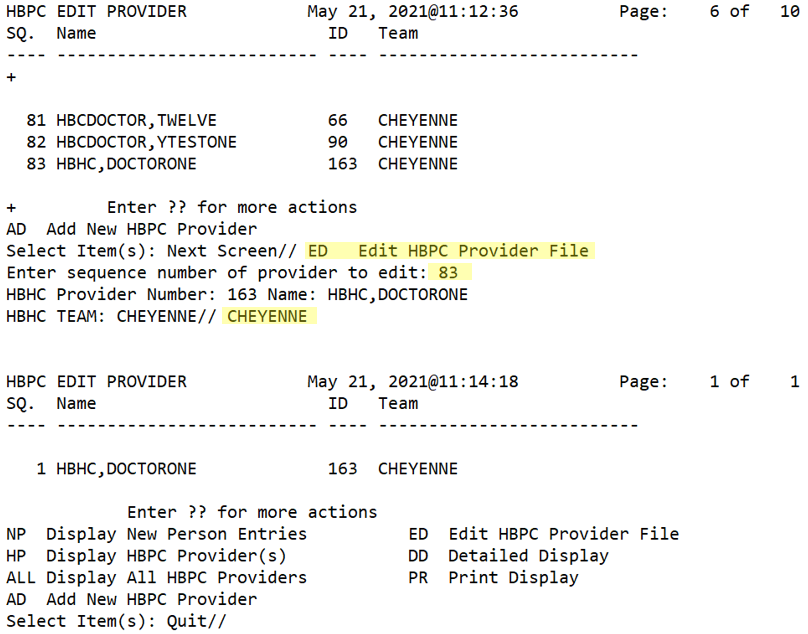 HBPC EDIT PROVIDER            May 21, 2021@11:12:36          Page:    6 of   10
SQ.  Name                       ID   Team
---- -------------------------- ---- --------------------------
+
  81 HBCDOCTOR,TWELVE           66   CHEYENNE
  82 HBCDOCTOR,YTESTONE         90   CHEYENNE
  83 HBHC,DOCTORONE             163  CHEYENNE
+         Enter ?? for more actions
AD  Add New HBPC Provider
Select Item(s): Next Screen// ED   Edit HBPC Provider File
Enter sequence number of provider to edit: 83
HBHC Provider Number: 163 Name: HBHC,DOCTORONE
HBHC TEAM: CHEYENNE// CHEYENNE
HBPC EDIT PROVIDER            May 21, 2021@11:14:18          Page:    1 of    1
SQ.  Name                       ID   Team
---- -------------------------- ---- --------------------------
   1 HBHC,DOCTORONE             163  CHEYENNE
            Enter ?? for more actions
NP  Display New Person Entries          ED  Edit HBPC Provider File
HP  Display HBPC Provider(s)            DD  Detailed Display
ALL Display All HBPC Providers          PR  Print Display
AD  Add New HBPC Provider
Select Item(s): Quit//